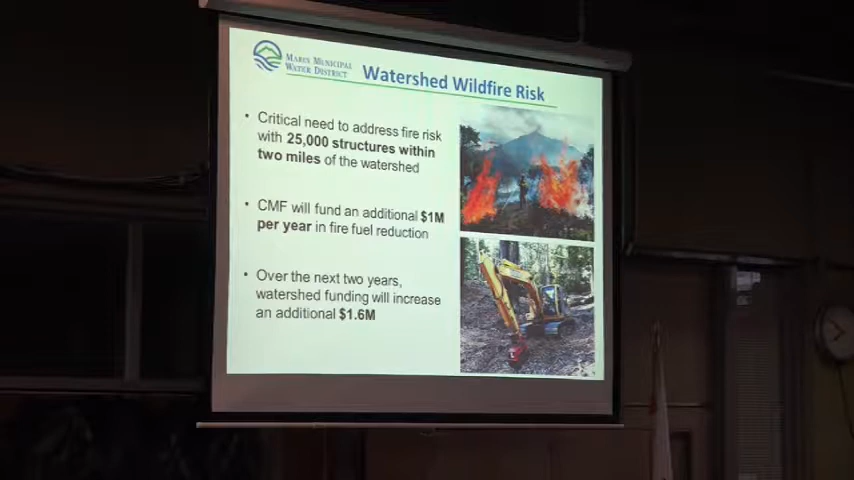 MARIN MUNICIPAL
WATER DISTRICT
Watershed Wildfire Risk
• Critical need to address fire risk
with 25,000 structures within
two miles of the watershed
• CMF will fund an additional $1M
per year in fire fuel reduction
• Over the next two years,
watershed funding will increase
an additional $1.6M